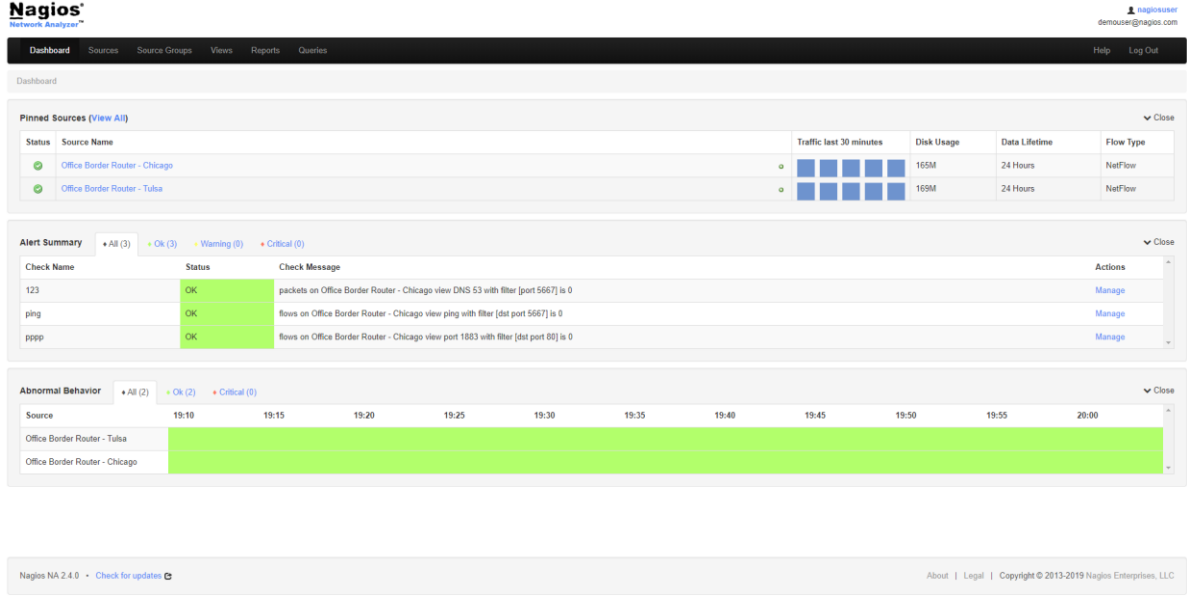 Nagios®
Network Analyzer™
nagiosuser
demouser@nagios.com
Dashboard Sources Source Groups Views Reports Queries Help Log Out
Dashboard
Pinned Sources (View All) Close
Status Source Name Traffic last 30 minutes Disk Usage Data Lifetime Flow Type
Office Border Router - Chicago 165M 24 Hours NetFlow
Office Border Router - Tulsa 169M 24 Hours NetFlow
Alert Summary All (3) Ok (3) Warning (0) Critical (0) Close
Check Name Status Check Message Actions
123 OK packets on Office Border Router - Chicago view DNS 53 with filter [port 5667] is 0 Manage
ping OK flows on Office Border Router - Chicago view ping with filter [dst port 5667] is 0 Manage
pppp OK flows on Office Border Router - Chicago view port 1883 with filter [dst port 80] is 0 Manage
Abnormal Behavior All (2) Ok (2) Critical (0) Close
Source 19:10 19:15 19:20 19:25 19:30 19:35 19:40 19:45 19:50 19:55 20:00
Office Border Router - Tulsa
Office Border Router - Chicago
Nagios NA 2.4.0 • Check for updates About | Legal | Copyright © 2013-2019 Nagios Enterprises, LLC